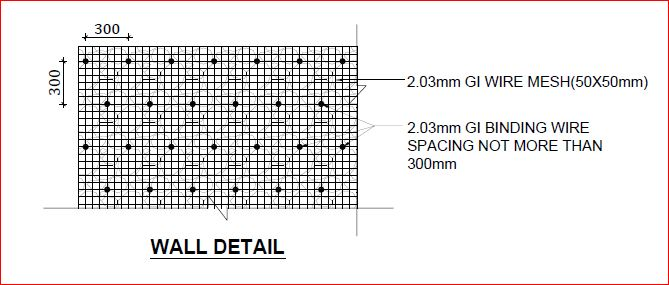 300
300
2.03mm GI WIRE MESH(50X50mm)
2.03mm GI BINDING WIRE
SPACING NOT MORE THAN
300mm
WALL DETAIL